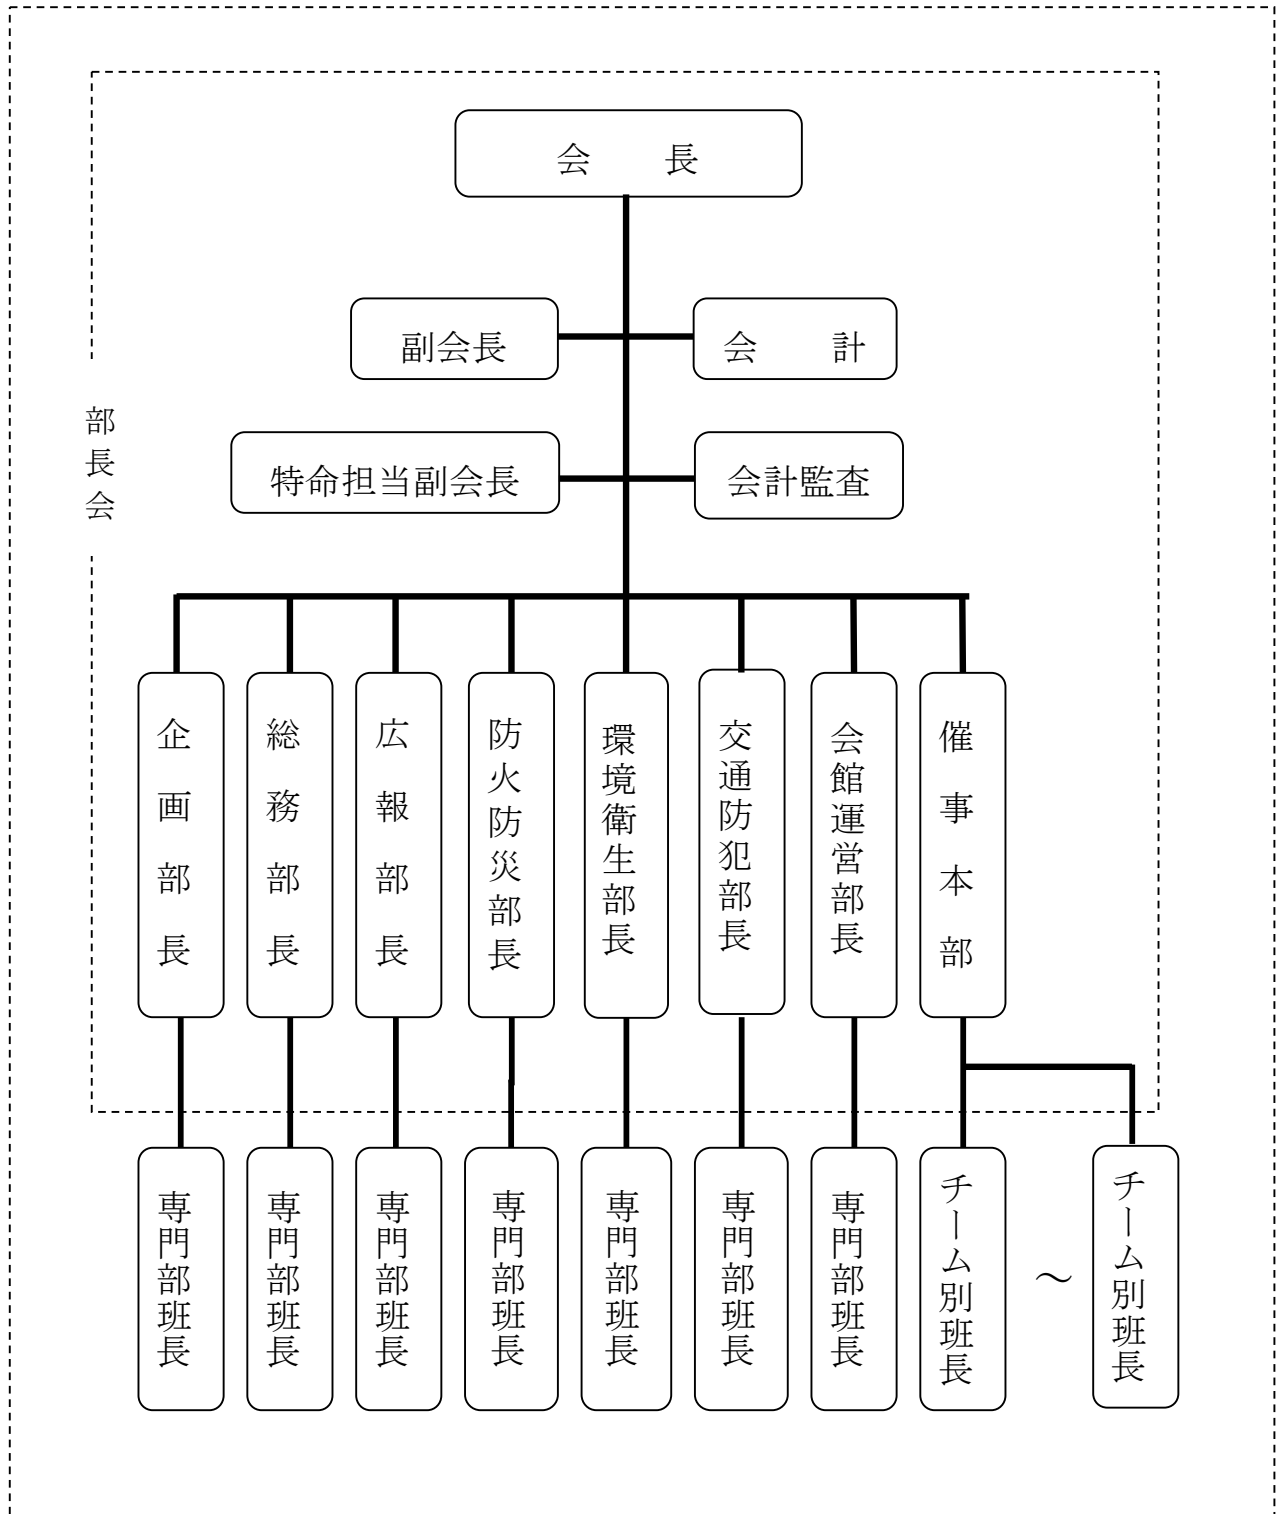 会　　長
副会長
会　　計
部長会
特命担当副会長
会計監査
企画部長
総務部長
広報部長
防火防災部長
環境衛生部長
交通防犯部長
会館運営部長
催事本部
専門部班長
専門部班長
専門部班長
専門部班長
専門部班長
専門部班長
専門部班長
チーム別班長
～
チーム別班長